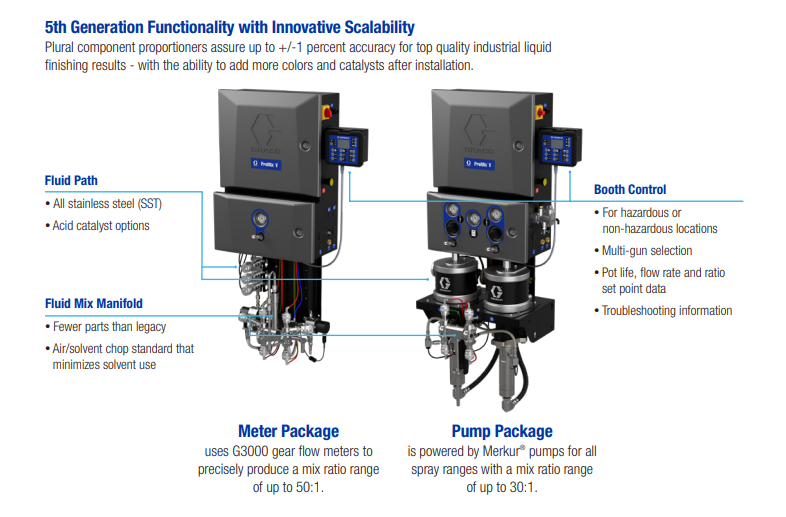 5th Generation Functionality with Innovative Scalability
Plural component proportioners assure up to +/-1 percent accuracy for top quality industrial liquid
finishing results - with the ability to add more colors and catalysts after installation.
GRACO
ProMix V
ProMix V
Fluid Path
• All stainless steel (SST)
• Acid catalyst options
Booth Control
• For hazardous or
non-hazardous locations
• Multi-gun selection
• Pot life, flow rate and ratio
set point data
• Troubleshooting information
Fluid Mix Manifold
• Fewer parts than legacy
• Air/solvent chop standard that
minimizes solvent use
Meter Package
uses G3000 gear flow meters to
precisely produce a mix ratio range
of up to 50:1.
Pump Package
is powered by Merkur® pumps for all
spray ranges with a mix ratio range
of up to 30:1.